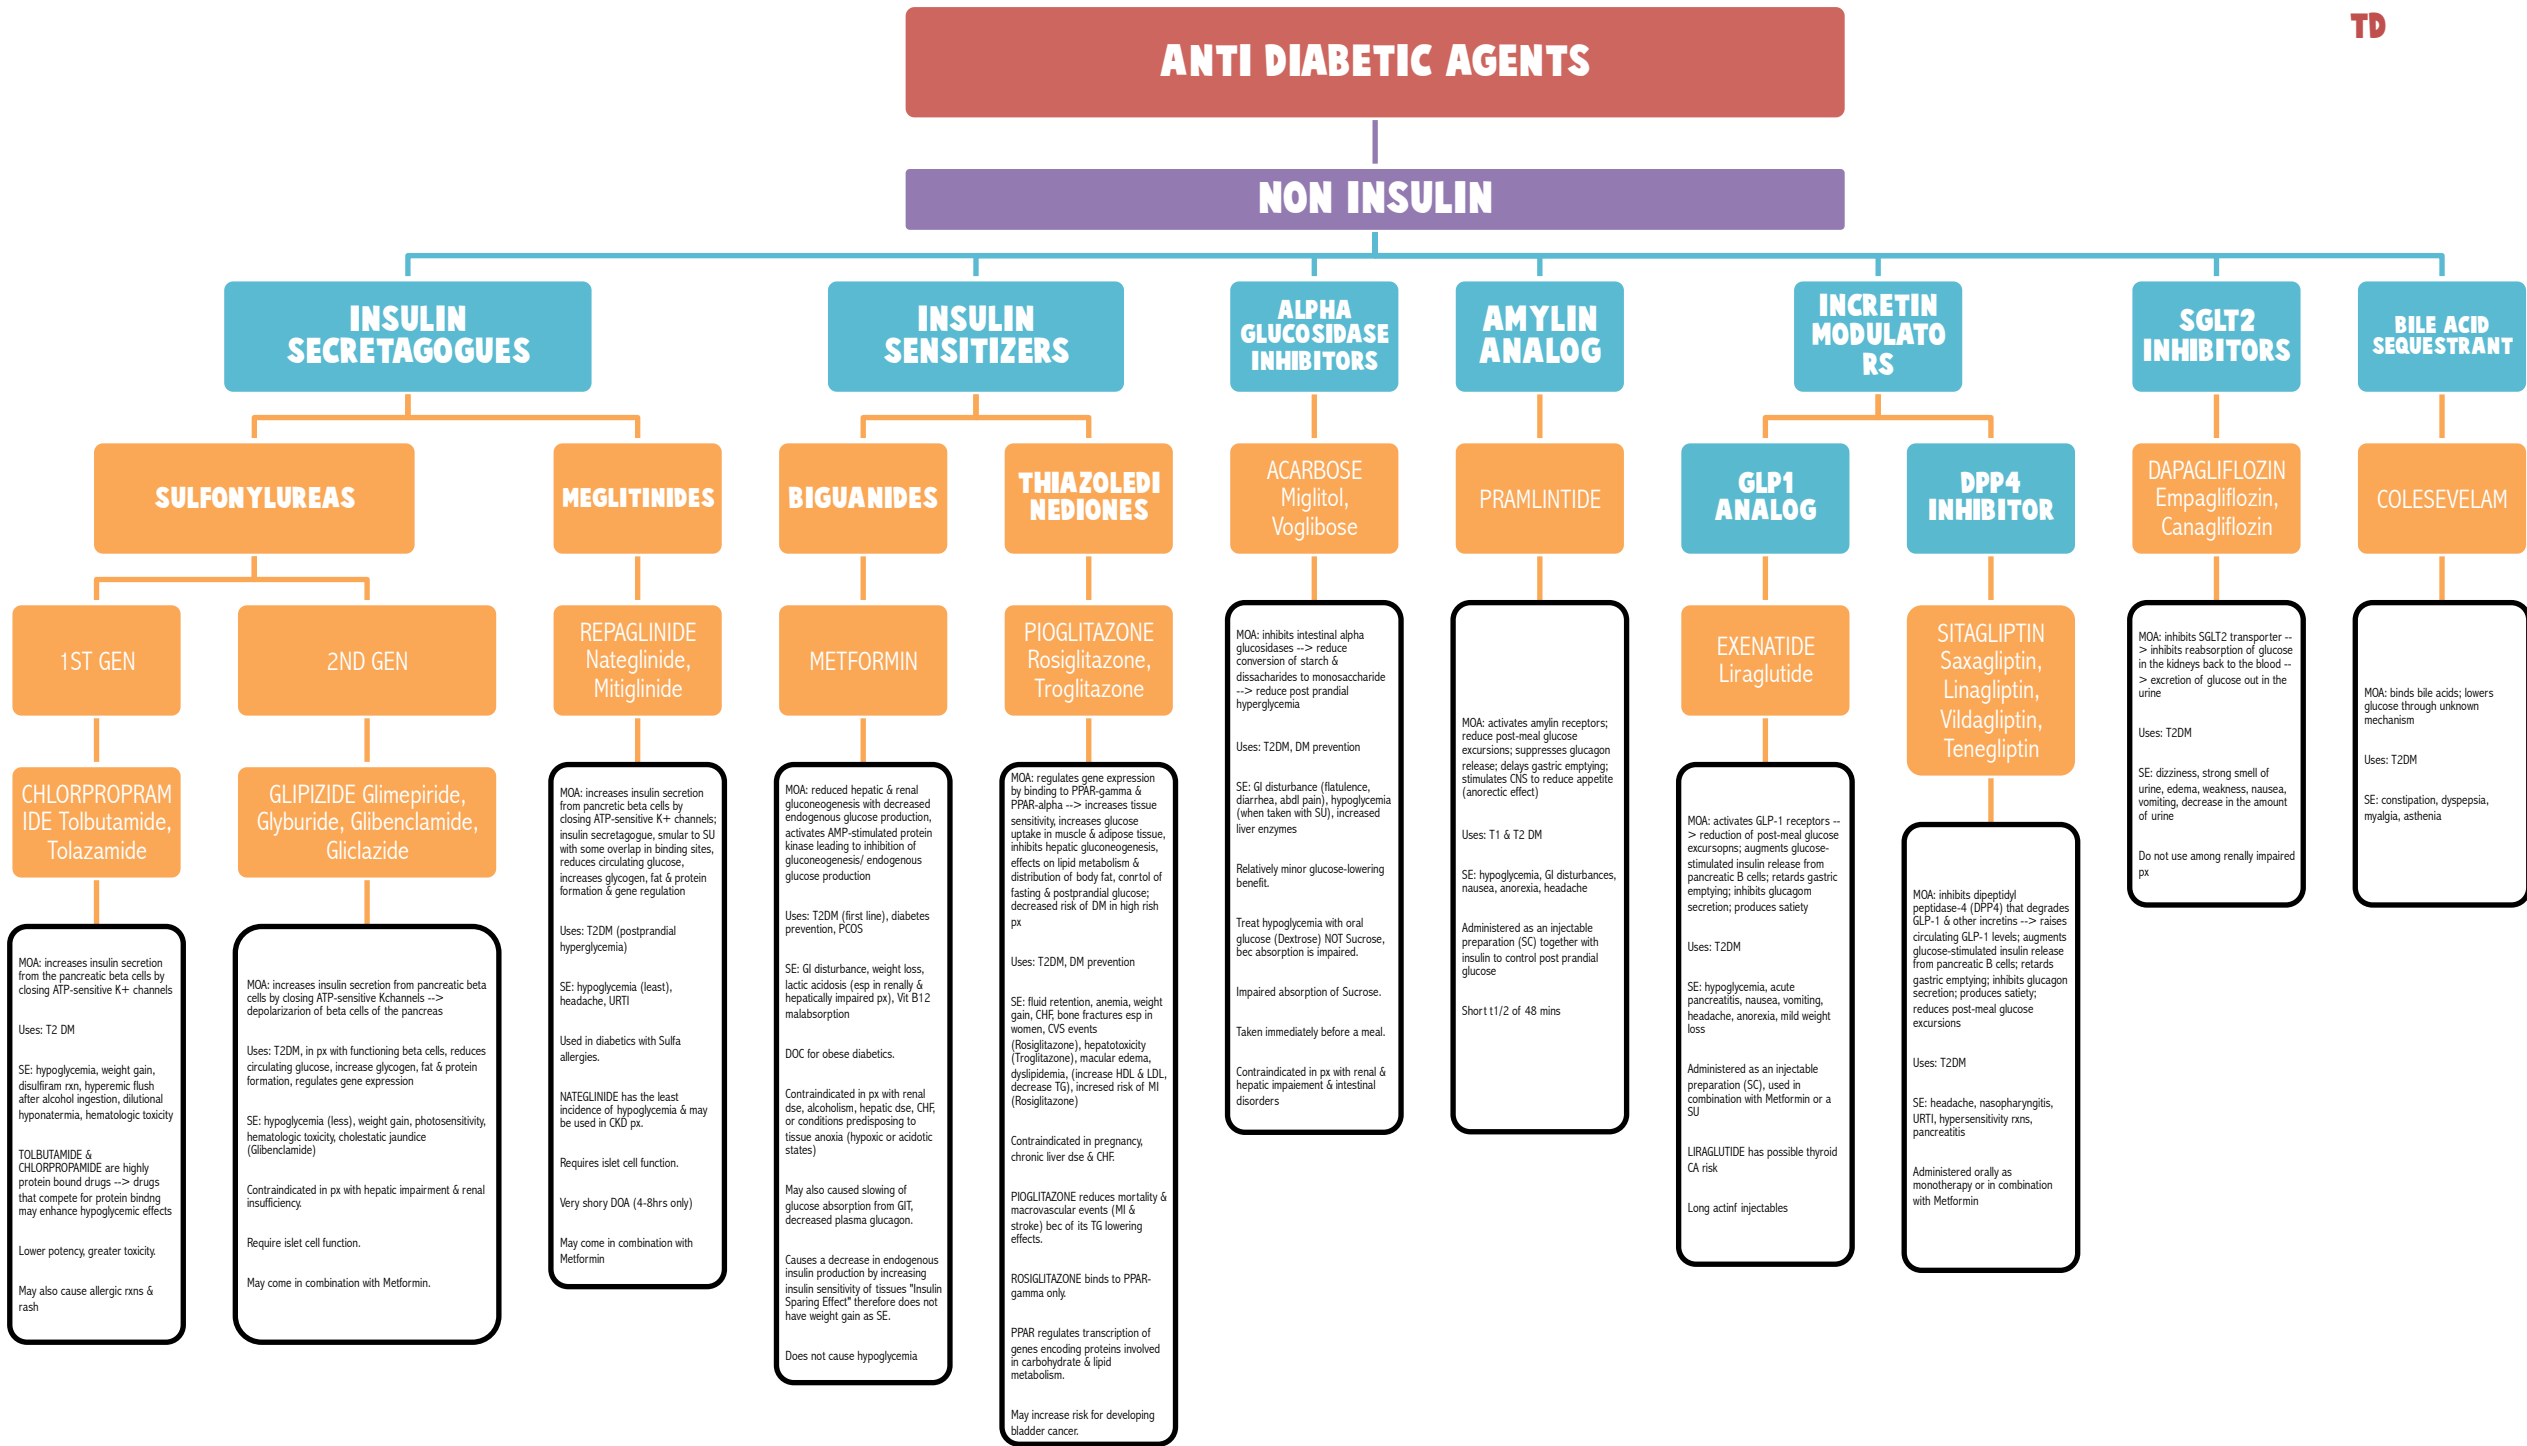 TD
ANTI DIABETIC AGENTS
NON INSULIN
INSULIN
SECRETAGOGUES
SULFONYLUREAS
1ST GEN
CHLORPROPRAM
IDE Tolbutamide,
Tolazamide
MOA: increases insulin secretion
from the pancreatic beta cells by
closing ATP-sensitive K+ channels
Uses: T2 DM
SE: hypoglycemia, weight gain,
disulfiram rxn, hyperemic flush
after alcohol ingestion, dilutional
hyponatermia, hematologic toxicity
TOLBUTAMIDE &
CHLORPROPAMIDE are highly
protein bound drugs --> drugs
that compete for protein bindng
may enhance hypoglycemic effects
Lower potency, greater toxicity.
May also cause allergic rxns &
rash
2ND GEN
GLIPIZIDE Glimepiride,
Glyburide, Glibenclamide,
Gliclazide
MOA: increases insulin secretion from pancreatic beta
cells by closing ATP-sensitive Kchannels -->
depolarizarion of beta cells of the pancreas
Uses: T2DM, in px with functioning beta cells, reduces
circulating glucose, increase glycogen, fat & protein
formation, regulates gene expression
SE: hypoglycemia (less), weight gain, photosensitivity,
hematologic toxicity, cholestatic jaundice
(Glibenclamide)
Contraindicated in px with hepatic impairment & renal
insufficiency.
Require islet cell function.
May come in combination with Metformin.
MEGLITINIDES
REPAGLINIDE
Nateglinide,
Mitiglinide
MOA: increases insulin secretion
from pancretic beta cells by
closing ATP-sensitive K+ channels;
insulin secretagogue, smular to SU
with some overlap in binding sites,
reduces circulating glucose,
increases glycogen, fat & protein
formation & gene regulation
Uses: T2DM (postprandial
hyperglycemia)
SE: hypoglycemia (least),
headache, URTI
Used in diabetics with Sulfa
allergies.
NATEGLINIDE has the least
incidence of hypoglycemia & may
be used in CKD px.
Requires islet cell function.
Very shory DOA (4-8hrs only)
May come in combination with
Metformin
INSULIN
SENSITIZERS
BIGUANIDES
METFORMIN
MOA: reduced hepatic & renal
gluconeogenesis with decreased
endogenous glucose production,
activates AMP-stimulated protein
kinase leading to inhibition of
gluconeogenesis/ endogenous
glucose production
Uses: T2DM (first line), diabetes
prevention, PCOS
SE: GI disturbance, weight loss,
lactic acidosis (esp in renally &
hepatically impaired px), Vit B12
malabsorption
DOC for obese diabetics.
Contraindicated in px with renal
dse, alcoholism, hepatic dse, CHF,
or conditions predisposing to
tissue anoxia (hypoxic or acidotic
states)
May also caused slowing of
glucose absorption from GIT,
decreased plasma glucagon.
Causes a decrease in endogenous
insulin production by increasing
insulin sensitivity of tissues "Insulin
Sparing Effect" therefore does not
have weight gain as SE.
Does not cause hypoglycemia
THIAZOLEDI
NEDIONES
PIOGLITAZONE
Rosiglitazone,
Troglitazone
MOA: regulates gene expression
by binding to PPAR-gamma &
PPAR-alpha --> increases tissue
sensitivity, increases glucose
uptake in muscle & adipose tissue,
inhibits hepatic gluconeogenesis,
effects on lipid metabolism &
distribution of body fat, conrtol of
fasting & postprandial glucose;
decreased risk of DM in high rish
px
Uses: T2DM, DM prevention
SE: fluid retention, anemia, weight
gain, CHF, bone fractures esp in
women, CVS events
(Rosiglitazone), hepatotoxicity
(Troglitazone), macular edema,
dyslipidemia, (increase HDL & LDL,
decrease TG), incresed risk of MI
(Rosiglitazone)
Contraindicated in pregnancy,
chronic liver dse & CHF.
PIOGLITAZONE reduces mortality &
macrovascular events (MI &
stroke) bec of its TG lowering
effects.
ROSIGLITAZONE binds to PPAR-
gamma only.
PPAR regulates transcription of
genes encoding proteins involved
in carbohydrate & lipid
metabolism.
May increase risk for developing
bladder cancer.
ALPHA
GLUCOSIDASE
INHIBITORS
ACARBOSE
Miglitol,
Voglibose
MOA: inhibits intestinal alpha
glucosidases --> reduce
conversion of starch &
dissacharides to monosaccharide
--> reduce post prandial
hyperglycemia
Uses: T2DM, DM prevention
SE: GI disturbance (flatulence,
diarrhea, abdl pain), hypoglycemia
(when taken with SU), increased
liver enzymes
Relatively minor glucose-lowering
benefit.
Treat hypoglycemia with oral
glucose (Dextrose) NOT Sucrose,
bec absorption is impaired.
Impaired absorption of Sucrose.
Taken immediately before a meal.
Contraindicated in px with renal &
hepatic impaiement & intestinal
disorders
AMYLIN
ANALOG
PRAMLINTIDE
MOA: activates amylin receptors;
reduce post-meal glucose
excursions; suppresses glucagon
release; delays gastric emptying;
stimulates CNS to reduce appetite
(anorectic effect)
Uses: T1 & T2 DM
SE: hypoglycemia, GI disturbances,
nausea, anorexia, headache
Administered as an injectable
preparation (SC) together with
insulin to control post prandial
glucose
Short t1/2 of 48 mins
INCRETIN
MODULATO
RS
GLP1
ANALOG
EXENATIDE
Liraglutide
MOA: activates GLP-1 receptors --
> reduction of post-meal glucose
excursopns; augments glucose-
stimulated insulin release from
pancreatic B cells; retards gastric
emptying; inhibits glucagom
secretion; produces satiety
Uses: T2DM
SE: hypoglycemia, acute
pancreatitis, nausea, vomiting,
headache, anorexia, mild weight
loss
Administered as an injectable
preparation (SC), used in
combination with Metformin or a
SU
LIRAGLUTIDE has possible thyroid
CA risk
Long actinf injectables
DPP4
INHIBITOR
SITAGLIPTIN
Saxagliptin,
Linagliptin,
Vildagliptin,
Tenegliptin
MOA: inhibits dipeptidyl
peptidase-4 (DPP4) that degrades
GLP-1 & other incretins --> raises
circulating GLP-1 levels; augments
glucose-stimulated insulin release
from pancreatic B cells; retards
gastric emptying; inhibits glucagon
secretion; produces satiety;
reduces post-meal glucose
excursions
Uses: T2DM
SE: headache, nasopharyngitis,
URTI, hypersensitivity rxns,
pancreatitis
Administered orally as
monotherapy or in combination
with Metformin
SGLT2
INHIBITORS
DAPAGLIFLOZIN
Empagliflozin,
Canagliflozin
MOA: inhibits SGLT2 transporter --
> inhibits reabsorption of glucose
in the kidneys back to the blood --
> excretion of glucose out in the
urine
Uses: T2DM
SE: dizziness, strong smell of
urine, edema, weakness, nausea,
vomiting, decrease in the amount
of urine
Do not use among renally impaired
px
BILE ACID
SEQUESTRANT
COLESEVELAM
MOA: binds bile acids; lowers
glucose through unknown
mechanism
Uses: T2DM
SE: constipation, dyspepsia,
myalgia, asthenia